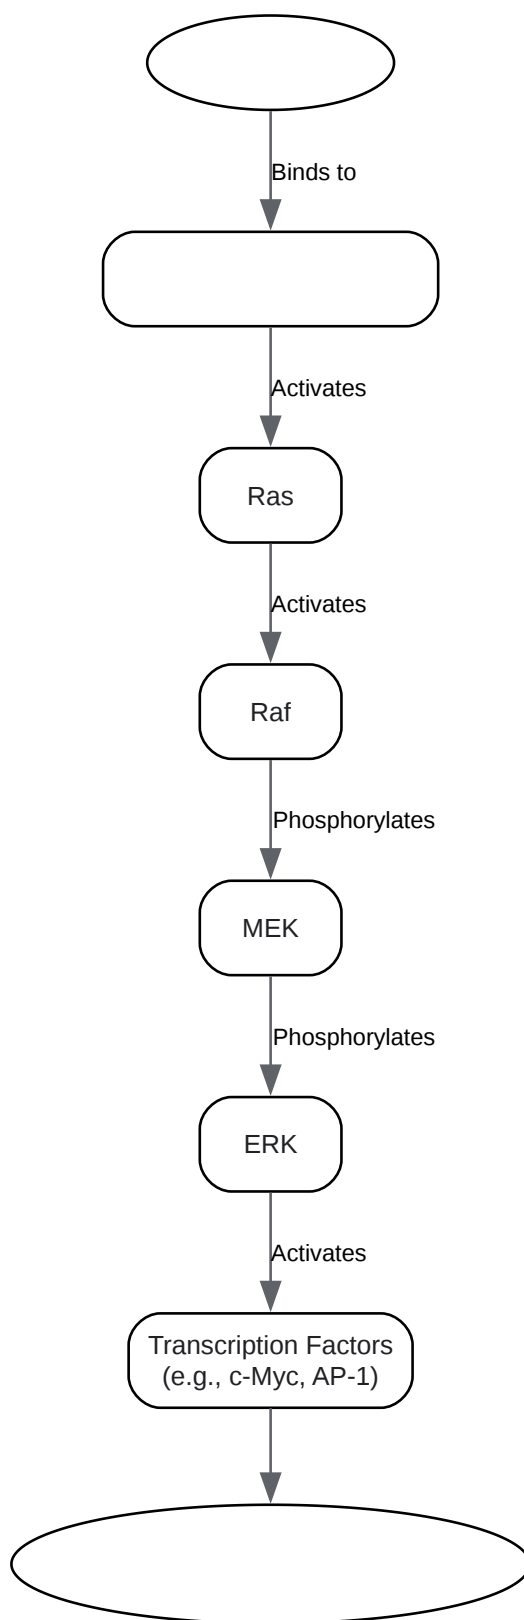 Binds to
Activates
Ras
Activates
Raf
Phosphorylates
MEK
Phosphorylates
ERK
Activates
Transcription Factors
(e.g., c-Myc, AP-1)